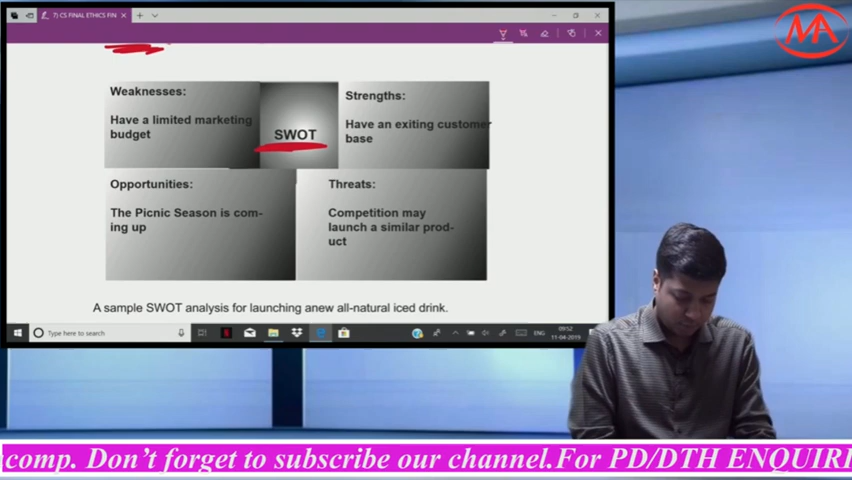 7) CS FINAL ETHICS FIN
MA
Weaknesses:
Have a limited marketing
budget
SWOT
Strengths:
Have an exiting customer
base
Opportunities:
The Picnic Season is com-
ing up
Threats:
Competition may
launch a similar prod-
uct
A sample SWOT analysis for launching anew all-natural iced drink.
Type here to search
ENG
09:52
11-04-2019
comp. Don't forget to subscribe our channel.For PD/DTH ENQUIRI